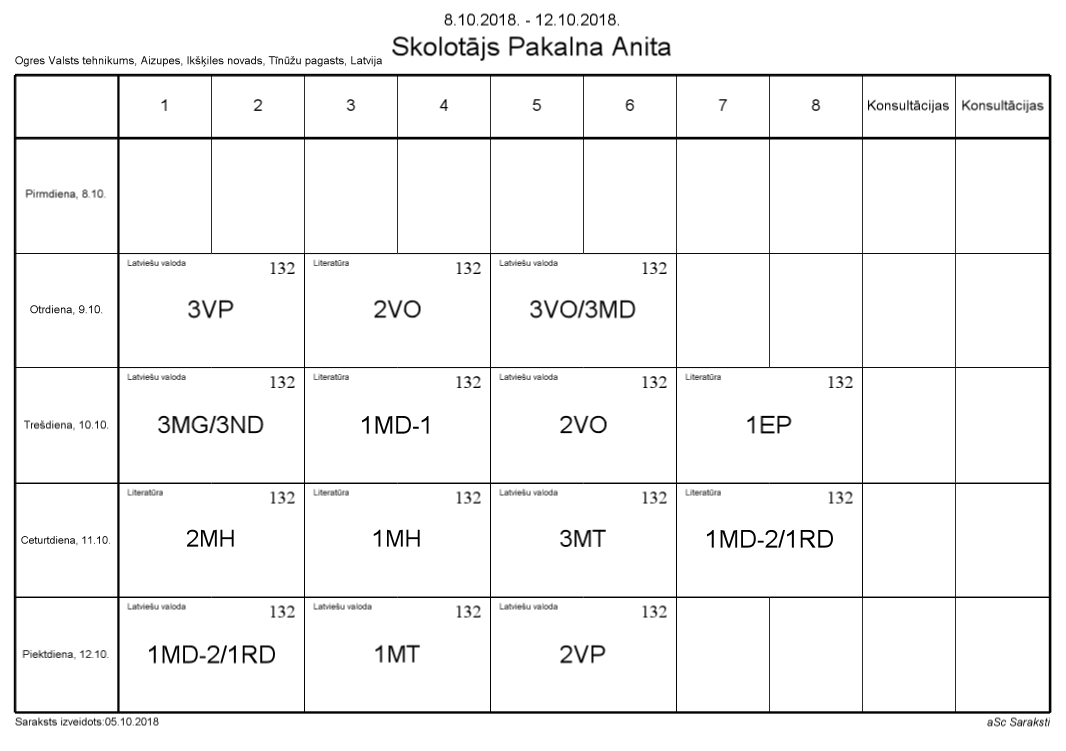 8.10.2018. - 12.10.2018.
Skolotājs Pakalna Anita
Ogres Valsts tehnikums, Aizupes, Ikšķiles novads, Tīnūžu pagasts, Latvija
1 2 3 4 5 6 7 8 Konsultācijas Konsultācijas
Pirmdiena, 8.10.
Latviešu valoda 132 Literatūra 132 Latviešu valoda 132
Otrdiena, 9.10. 3VP 2VO 3VO/3MD
Latviešu valoda 132 Literatūra 132 Latviešu valoda 132 Literatūra 132
Trešdiena, 10.10. 3MG/3ND 1MD-1 2VO 1EP
Literatūra 132 Literatūra 132 Latviešu valoda 132 Literatūra 132
Ceturtdiena, 11.10. 2MH 1MH 3MT 1MD-2/1RD
Latviešu valoda 132 Latviešu valoda 132 Latviešu valoda 132
Piektdiena, 12.10. 1MD-2/1RD 1MT 2VP
Saraksts izveidots:05.10.2018 aSc Saraksti